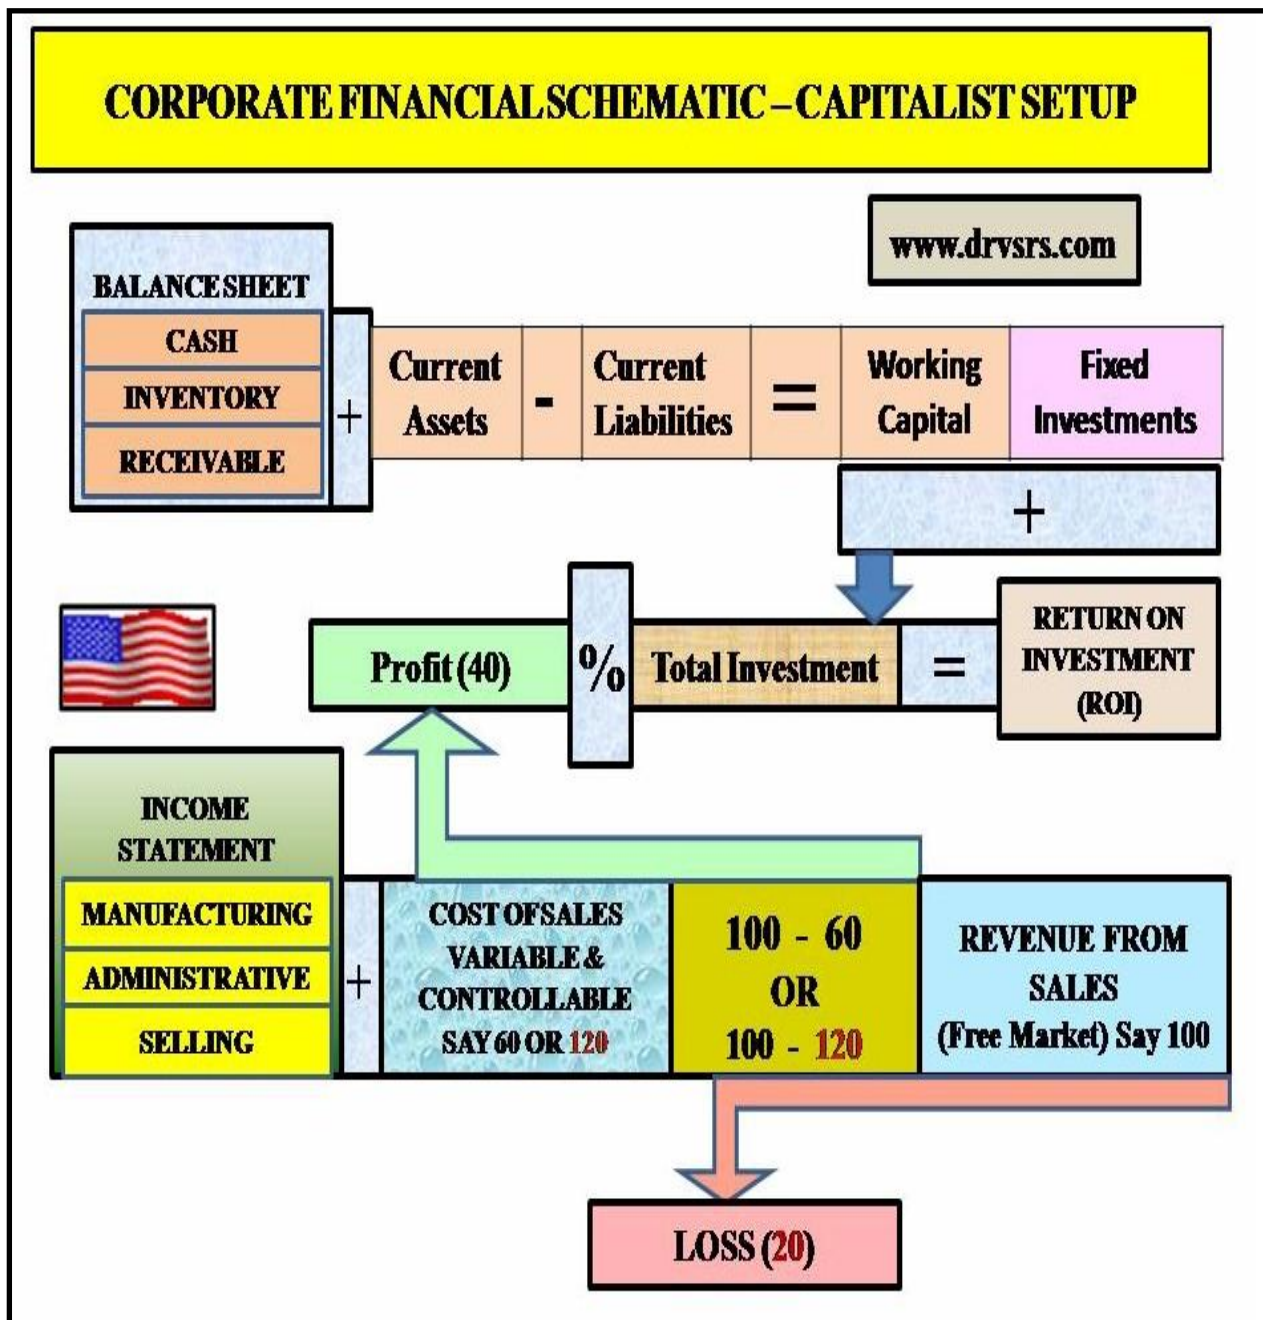 CORPORATE FINANCIAL SCHEMATIC – CAPITALIST SETUP
www.drvsrs.com
BALANCE SHEET
CASH
INVENTORY
RECEIVABLE
+
Current
Assets
-
Current
Liabilities
=
Working
Capital
Fixed
Investments
+
Profit (40)
%
Total Investment
=
RETURN ON
INVESTMENT
(ROI)
INCOME
STATEMENT
MANUFACTURING
ADMINISTRATIVE
SELLING
+
COST OF SALES
VARIABLE &
CONTROLLABLE
SAY 60 OR 120
100 - 60
OR
100 - 120
REVENUE FROM
SALES
(Free Market) Say 100
LOSS (20)